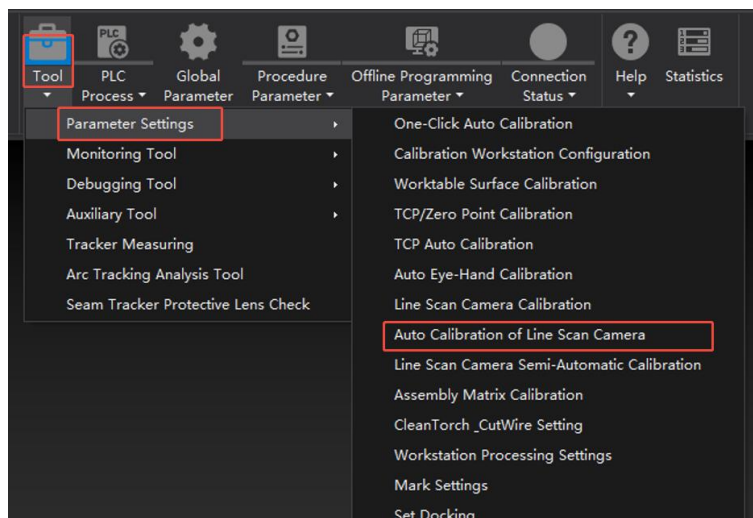 PLC
Tool
PLC Process
Global Parameter
Procedure Parameter
Offline Programming Parameter
Connection Status
Help
Statistics
Parameter Settings
Monitoring Tool
Debugging Tool
Auxiliary Tool
Tracker Measuring
Arc Tracking Analysis Tool
Seam Tracker Protective Lens Check
One-Click Auto Calibration
Calibration Workstation Configuration
Worktable Surface Calibration
TCP/Zero Point Calibration
TCP Auto Calibration
Auto Eye-Hand Calibration
Line Scan Camera Calibration
Auto Calibration of Line Scan Camera
Line Scan Camera Semi-Automatic Calibration
Assembly Matrix Calibration
CleanTorch _CutWire Setting
Workstation Processing Settings
Mark Settings
Set Docking